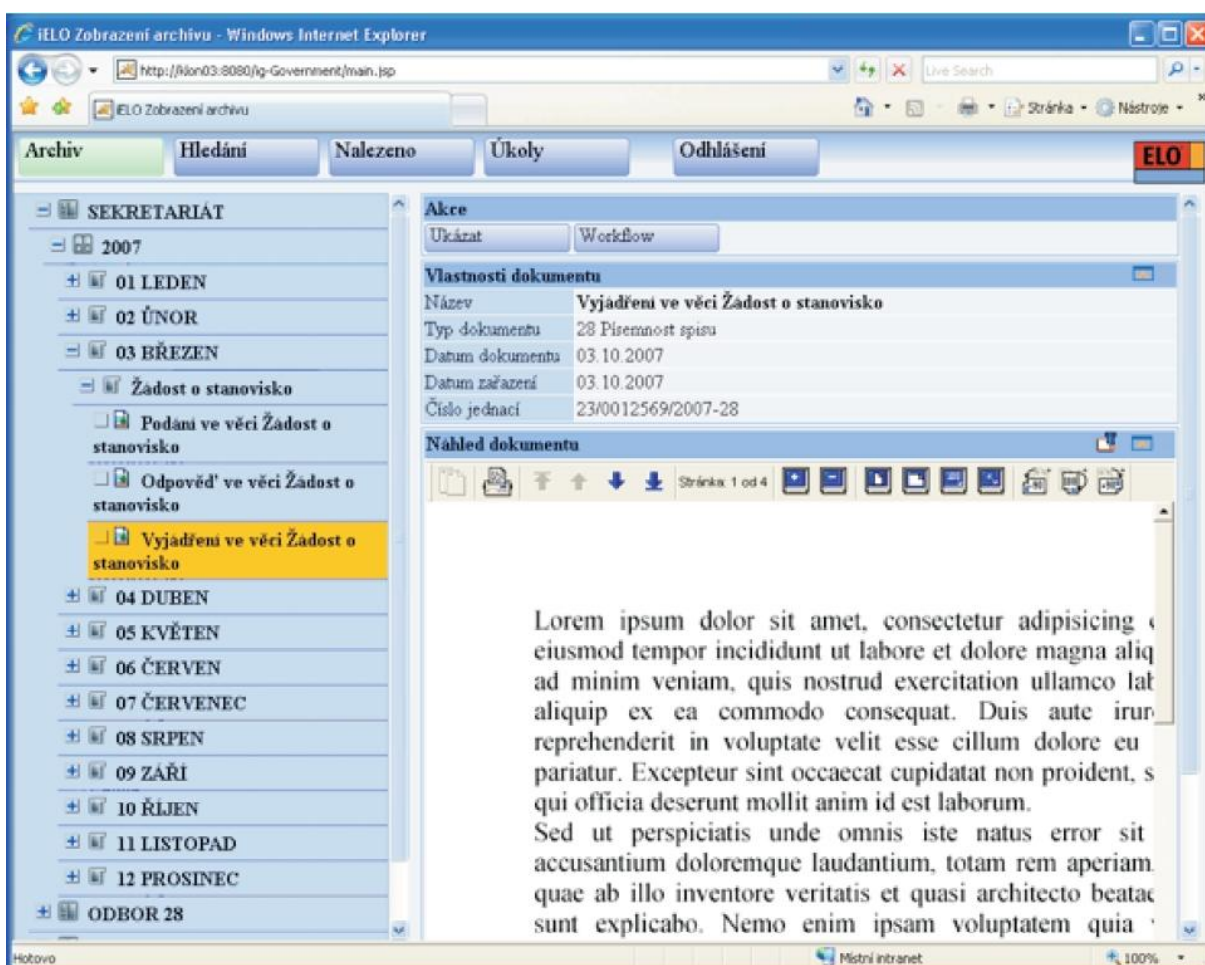 iELO Zobrazení archivu - Windows Internet Explorer
http://iklon03:8080/ig-Government/main.jsp
Live Search
iELO Zobrazení archivu
Stránka
Nástroje
Archiv
Hledání
Nalezeno
Úkoly
Odhlášení
ELO
SEKRETARIÁT
2007
01 LEDEN
02 ÚNOR
03 BŘEZEN
Žádost o stanovisko
Podání ve věci Žádost o
stanovisko
Odpověď ve věci Žádost o
stanovisko
Vyjádření ve věci Žádost o
stanovisko
04 DUBEN
05 KVĚTEN
06 ČERVEN
07 ČERVENEC
08 SRPEN
09 ZÁŘÍ
10 ŘÍJEN
11 LISTOPAD
12 PROSINEC
ODBOR 28
Akce
Ukázat
Workflow
Vlastnosti dokumentu
Název Vyjádření ve věci Žádost o stanovisko
Typ dokumentu 28 Písemnost spisu
Datum dokumentu 03.10.2007
Datum zařazení 03.10.2007
Číslo jednací 23/0012569/2007-28
Náhled dokumentu
Stránka: 1 od 4
Lorem ipsum dolor sit amet, consectetur adipisicing
eiusmod tempor incididunt ut labore et dolore magna aliq
ad minim veniam, quis nostrud exercitation ullamco lab
aliquip ex ea commodo consequat. Duis aute irur
reprehenderit in voluptate velit esse cillum dolore eu
pariatur. Excepteur sint occaecat cupidatat non proident, s
qui officia deserunt mollit anim id est laborum.
Sed ut perspiciatis unde omnis iste natus error sit
accusantium doloremque laudantium, totam rem aperiam,
quae ab illo inventore veritatis et quasi architecto beatae
sunt explicabo. Nemo enim ipsam voluptatem quia
Hotovo
Místní intranet
100%